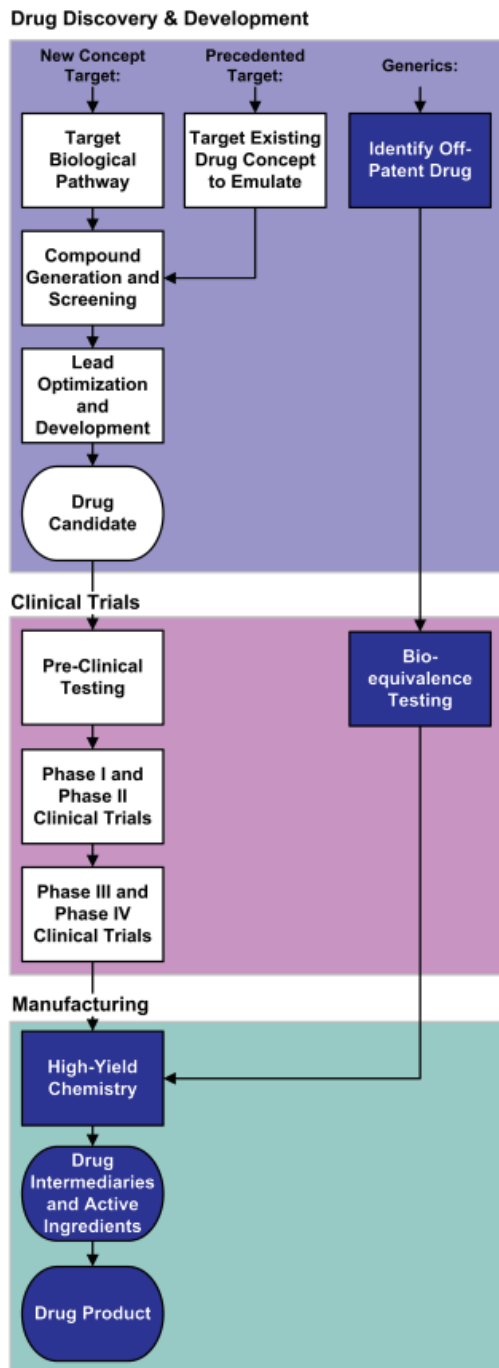 Drug Discovery & Development
New Concept
Target:
Precedented
Target:
Generics:
Target
Biological
Pathway
Target Existing
Drug Concept
to Emulate
Identify Off-
Patent Drug
Compound
Generation and
Screening
Lead
Optimization
and
Development
Drug
Candidate
Clinical Trials
Pre-Clinical
Testing
Bio-
equivalence
Testing
Phase I and
Phase II
Clinical Trials
Phase III and
Phase IV
Clinical Trials
Manufacturing
High-Yield
Chemistry
Drug
Intermediaries
and Active
Ingredients
Drug Product